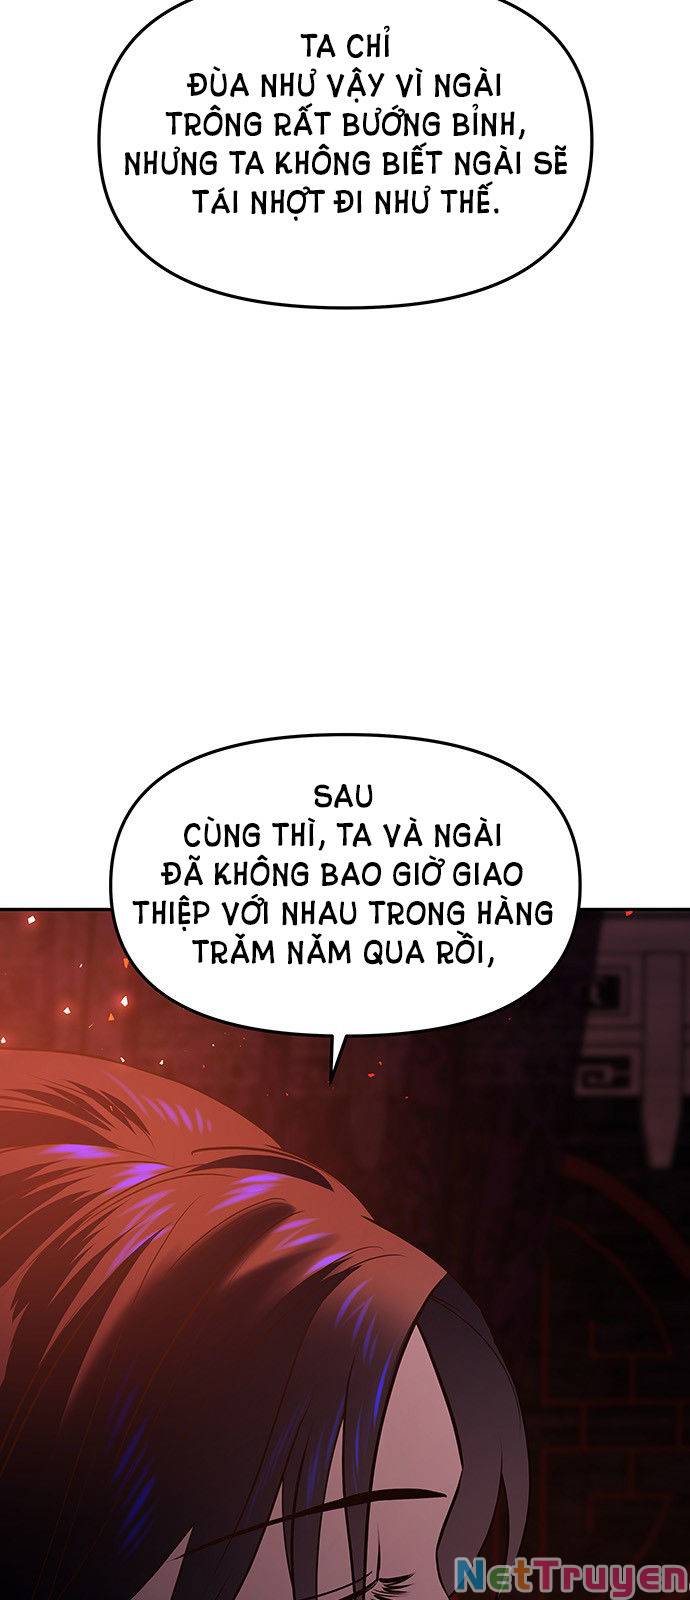 TA CHỈ
ĐÙA NHƯ VẬY VÌ NGÀI
TRÔNG RẤT BƯỚNG BỈNH,
NHƯNG TA KHÔNG BIẾT NGÀI SẼ
TÁI NHỢT ĐI NHƯ THẾ.
SAU
CÙNG THÌ, TA VÀ NGÀI
ĐÃ KHÔNG BAO GIỜ GIAO
THIỆP VỚI NHAU TRONG HÀNG
TRĂM NĂM QUA RỒI,
NetTruyen